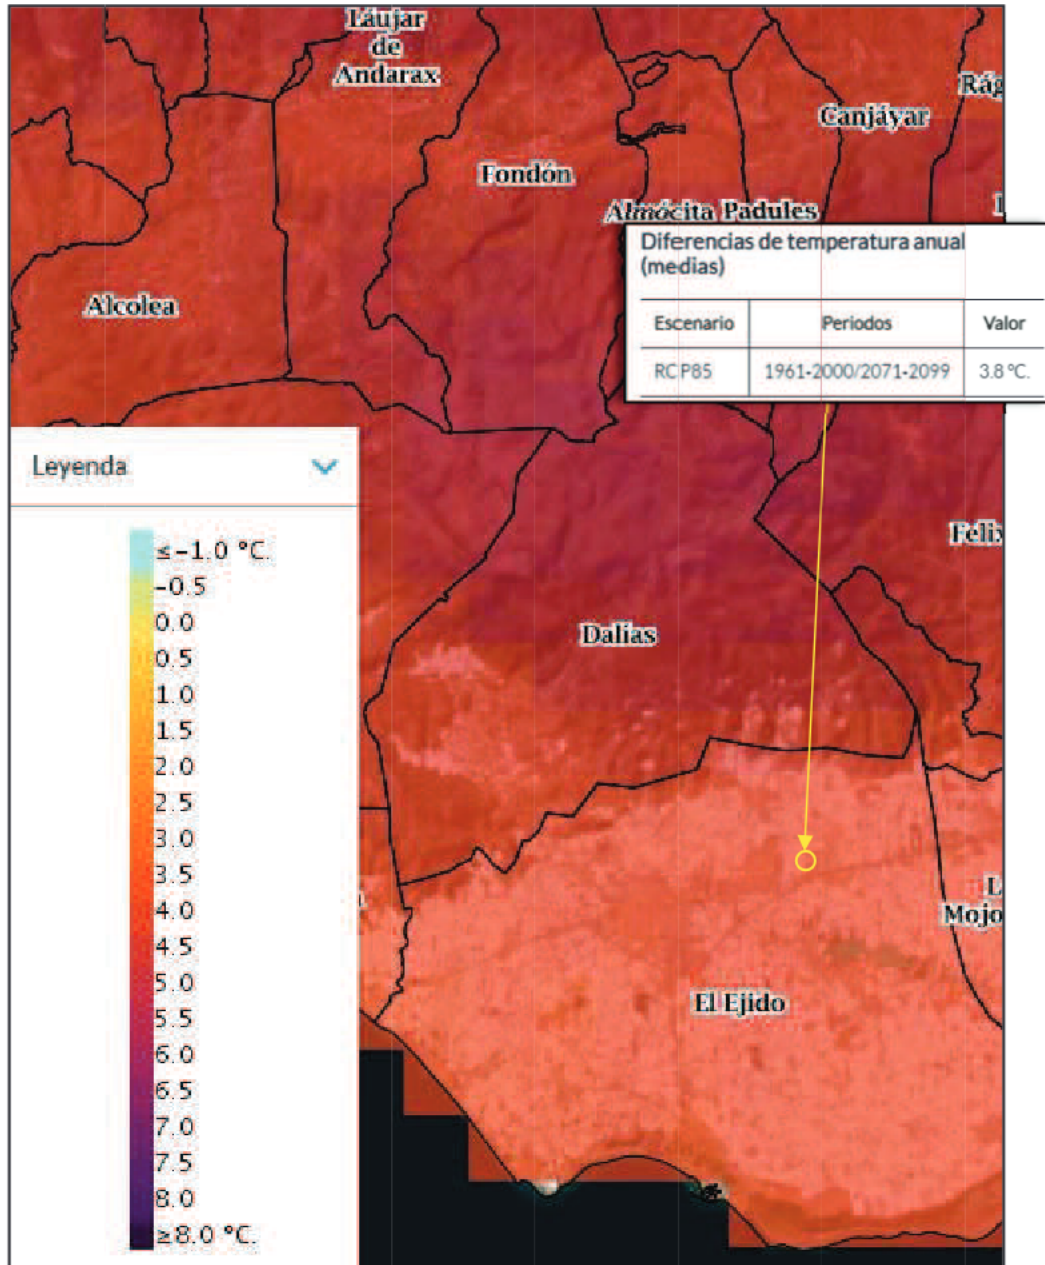 Láujar
de
Andarax
Canjáyar
Fondón
Almócita Padules
Alcolea
Diferencias de temperatura anual
(medias)
Escenario Periodos Valor
RCP85 1961-2000/2071-2099 3.8 °C.
Leyenda
≤-1.0 °C.
-0.5
0.0
0.5
1.0
1.5
2.0
2.5
3.0
3.5
4.0
4.5
5.0
5.5
6.0
6.5
7.0
7.5
8.0
≥8.0 °C.
Felix
Dalías
Mojo
El Ejido